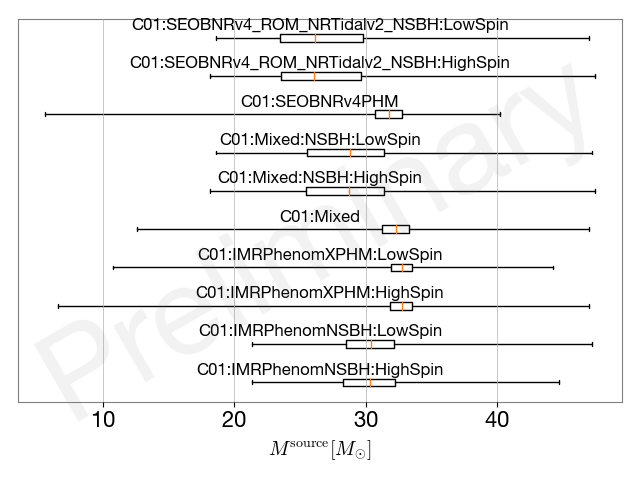 C01:SEOBNRv4_ROM_NRTidalv2_NSBH:LowSpin
C01:SEOBNRv4_ROM_NRTidalv2_NSBH:HighSpin
C01:SEOBNRv4PHM
C01:Mixed:NSBH:LowSpin
C01:Mixed:NSBH:HighSpin
C01:Mixed
C01:IMRPhenomXPHM:LowSpin
C01:IMRPhenomXPHM:HighSpin
C01:IMRPhenomNSBH:LowSpin
C01:IMRPhenomNSBH:HighSpin
Preliminary
10 20 30 40
M^source [M_⊙]